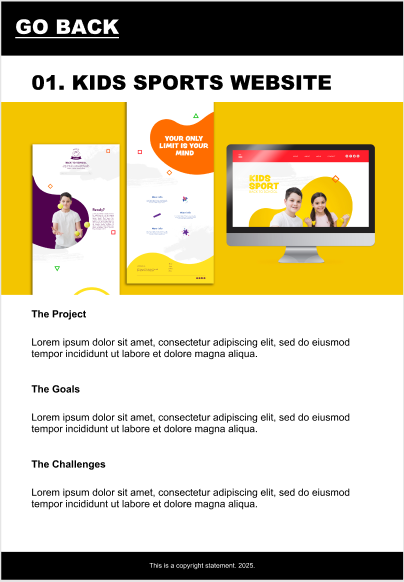 GO BACK
01. KIDS SPORTS WEBSITE
YOUR ONLY
LIMIT IS YOUR
MIND
Ready?
KIDS
SPORT
The Project
Lorem ipsum dolor sit amet, consectetur adipiscing elit, sed do eiusmod
tempor incididunt ut labore et dolore magna aliqua.
The Goals
Lorem ipsum dolor sit amet, consectetur adipiscing elit, sed do eiusmod
tempor incididunt ut labore et dolore magna aliqua.
The Challenges
Lorem ipsum dolor sit amet, consectetur adipiscing elit, sed do eiusmod
tempor incididunt ut labore et dolore magna aliqua.
This is a copyright statement. 2025.